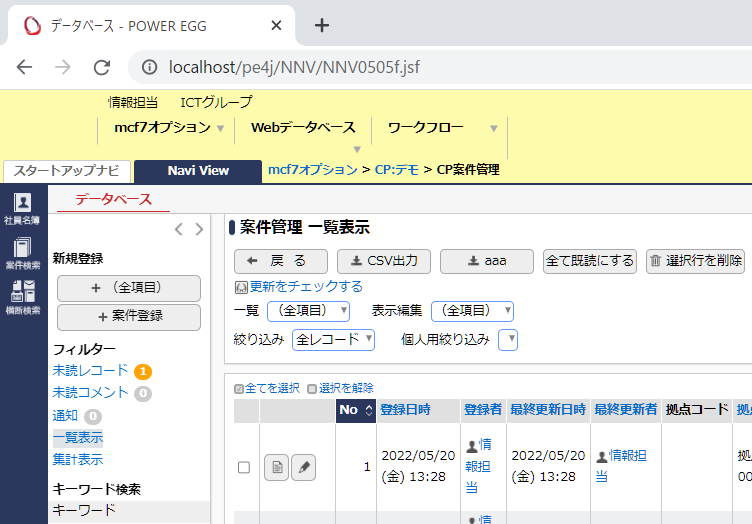 データベース - POWER EGG
localhost/pe4j/NNV/NNV0505f.jsf
情報担当 ICTグループ
mcf7オプション Webデータベース ワークフロー
スタートアップナビ Navi View mcf7オプション > CP:デモ > CP案件管理
社員名簿
案件検索
横断検索
データベース
新規登録
＋ （全項目）
＋案件登録
フィルター
未読レコード 1
未読コメント 0
通知 0
一覧表示
集計表示
キーワード検索
キーワード
案件管理 一覧表示
戻 る CSV出力 aaa 全て既読にする 選択行を削除
更新をチェックする
一覧 （全項目） 表示編集 （全項目）
絞り込み 全レコード 個人用絞り込み
全てを選択 選択を解除
No 登録日時 登録者 最終更新日時 最終更新者 拠点コード 拠
1 2022/05/20 (金) 13:28 情報担当 2022/05/20 (金) 13:28 情報担当 拠 00
情